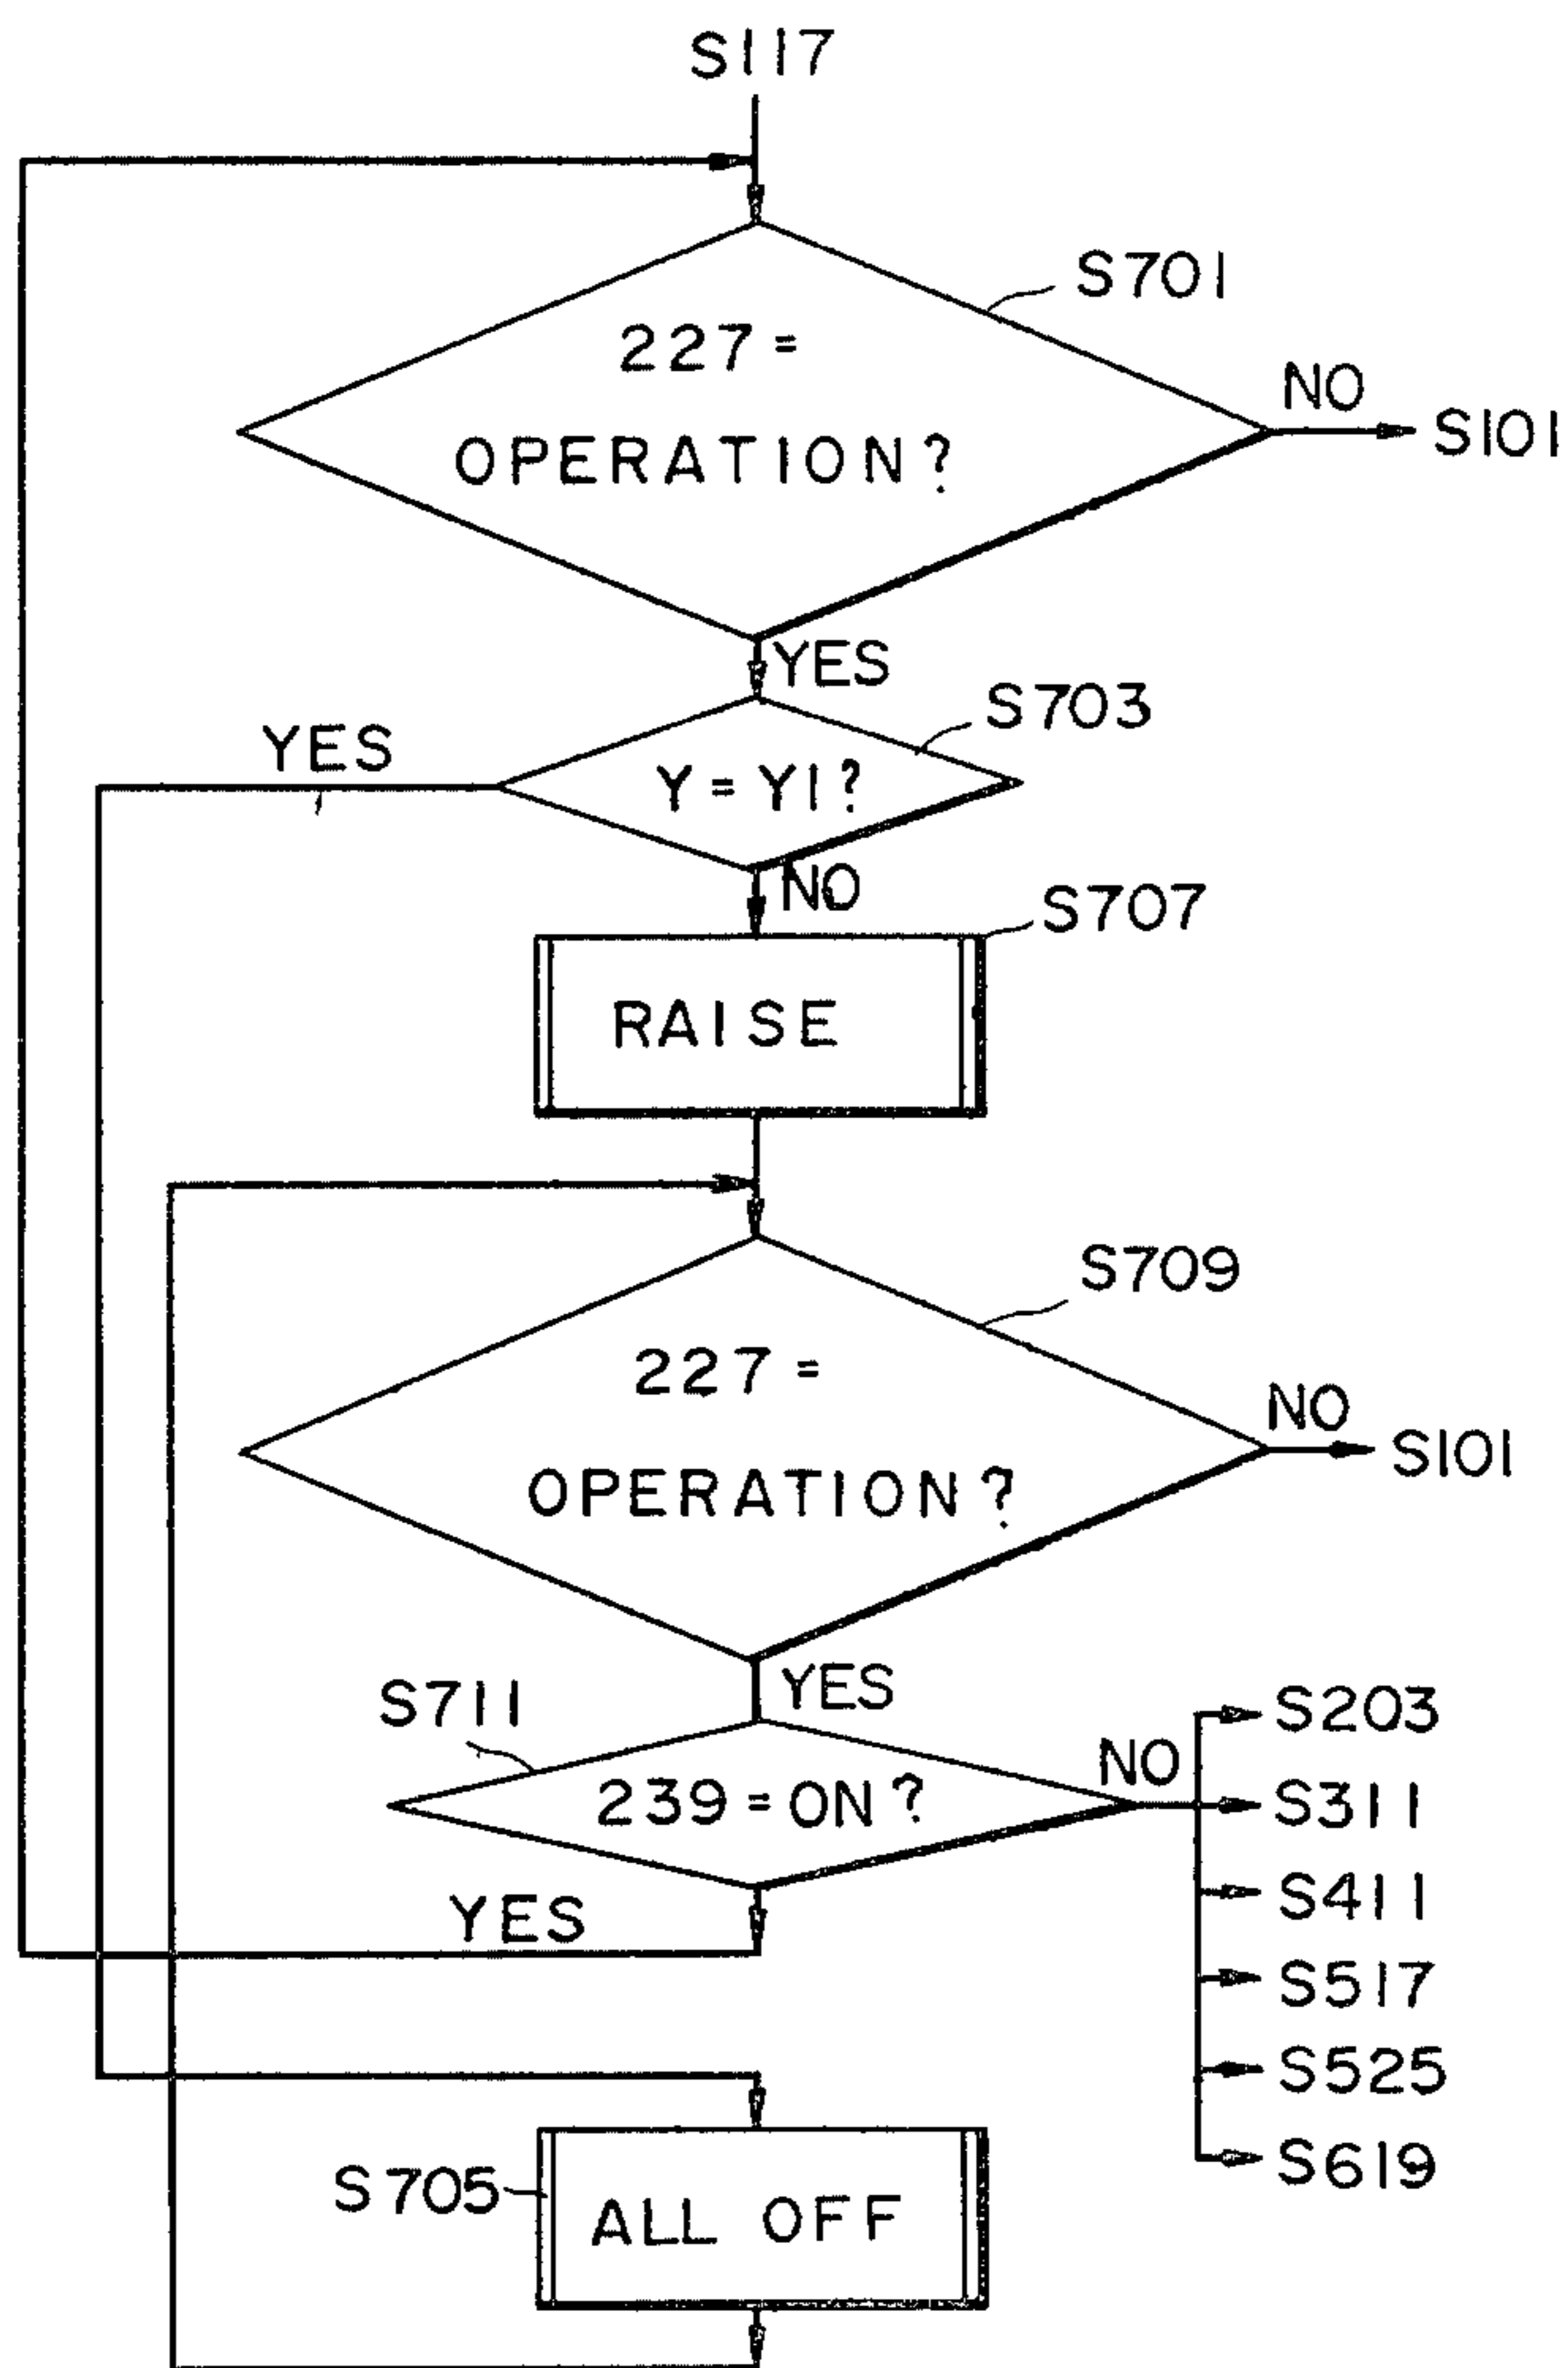 S117
S701
227 =
OPERATION?
NO
S101
YES
S703
YES
Y = Y1?
NO
S707
RAISE
S709
227 =
OPERATION?
NO
S101
YES
S711
239 = ON?
NO
S203
S311
S411
S517
S525
S619
YES
S705
ALL OFF